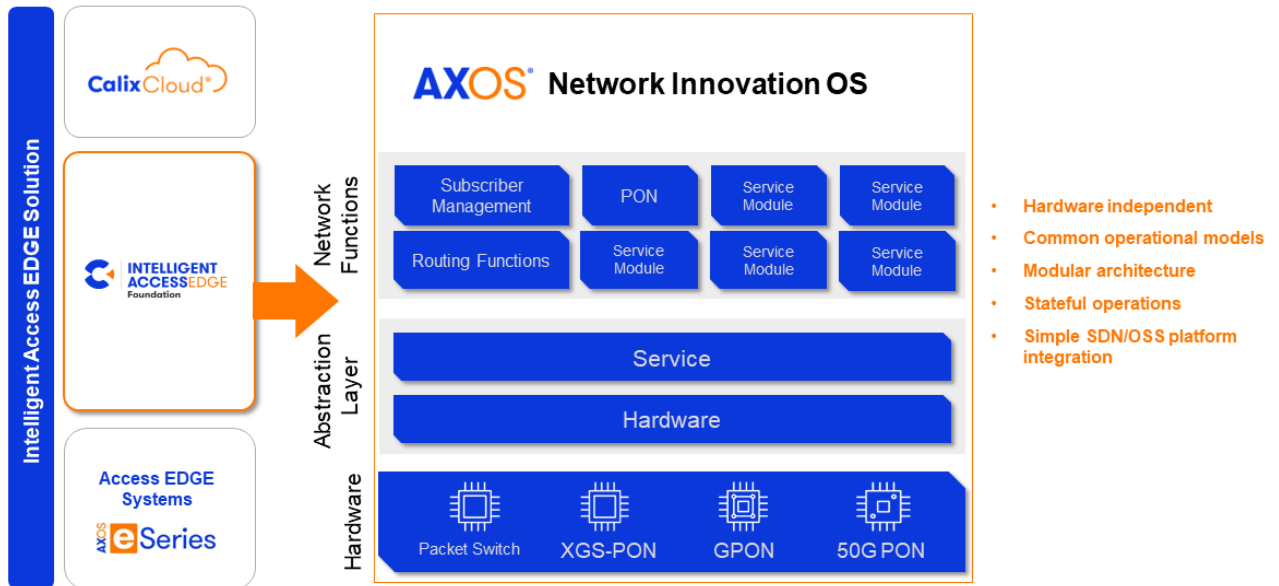 Intelligent Access EDGE Solution
CalixCloud®
INTELLIGENT
ACCESSEDGE
Foundation
Access EDGE
Systems
AXOS eSeries
AXOS® Network Innovation OS
Network
Functions
Subscriber
Management
PON
Service
Module
Service
Module
Routing Functions
Service
Module
Service
Module
Service
Module
Abstraction
Layer
Service
Hardware
Hardware
Packet Switch
XGS-PON
GPON
50G PON
• Hardware independent
• Common operational models
• Modular architecture
• Stateful operations
• Simple SDN/OSS platform
integration